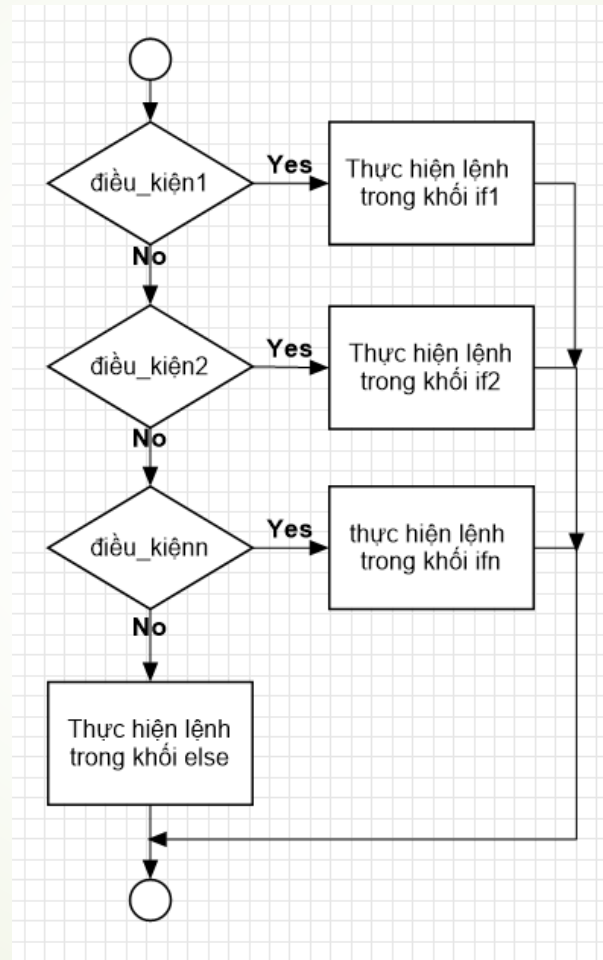 điều_kiện1
Yes
Thực hiện lệnh
trong khối if1
No
điều_kiện2
Yes
Thực hiện lệnh
trong khối if2
No
điều_kiệnn
Yes
thực hiện lệnh
trong khối ifn
No
Thực hiện lệnh
trong khối else